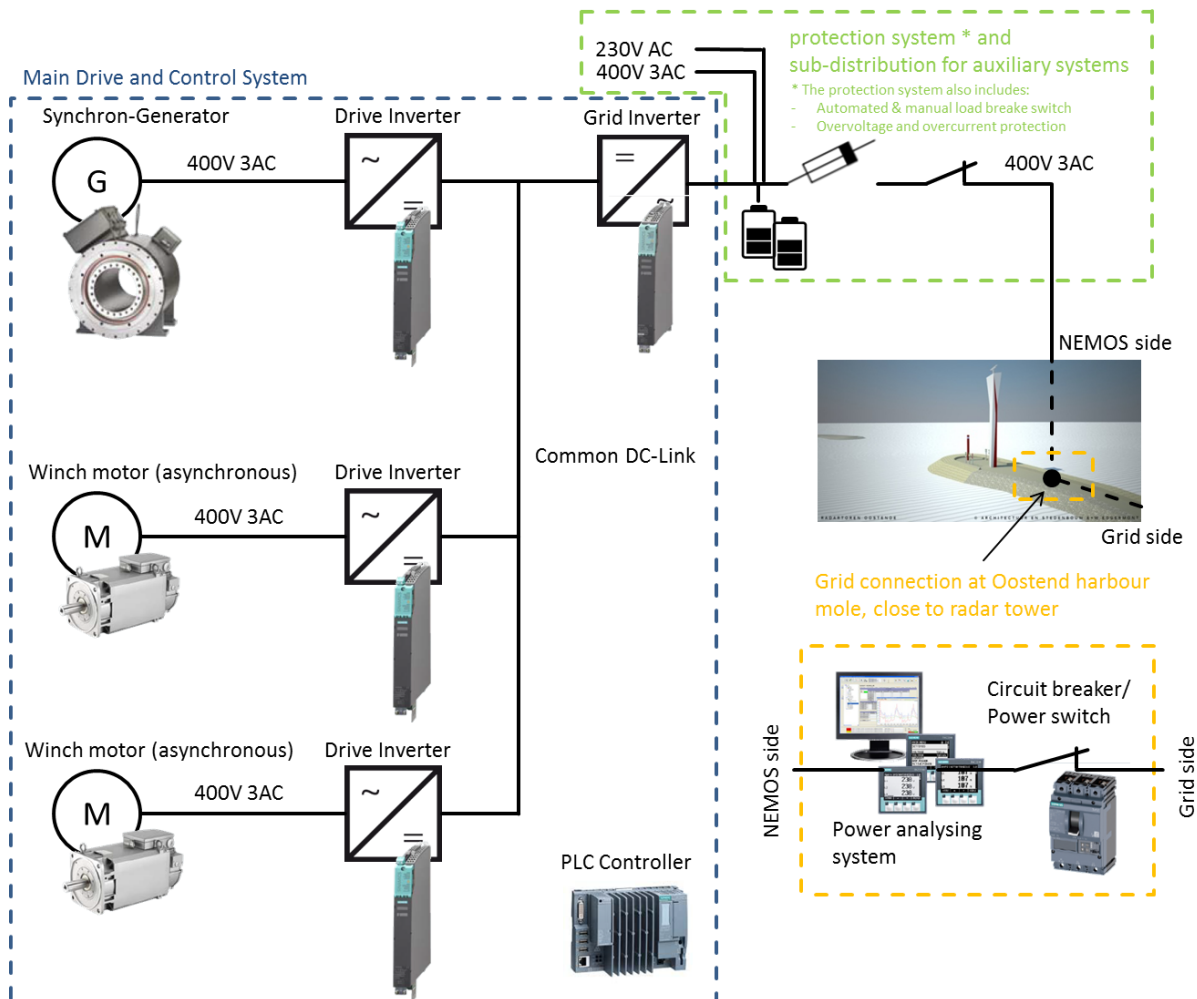 Main Drive and Control System
Synchron-Generator
G
400V 3AC
Drive Inverter
~
=
Grid Inverter
=
~
230V AC
400V 3AC
protection system * and
sub-distribution for auxiliary systems
* The protection system also includes:
- Automated & manual load breake switch
- Overvoltage and overcurrent protection
400V 3AC
NEMOS side
Common DC-Link
Winch motor (asynchronous)
M
400V 3AC
Drive Inverter
~
=
RADARTOREN OOSTENDE
Grid side
Grid connection at Oostend harbour
mole, close to radar tower
Winch motor (asynchronous)
M
400V 3AC
Drive Inverter
~
=
PLC Controller
NEMOS side
Circuit breaker/
Power switch
Power analysing
system
Grid side